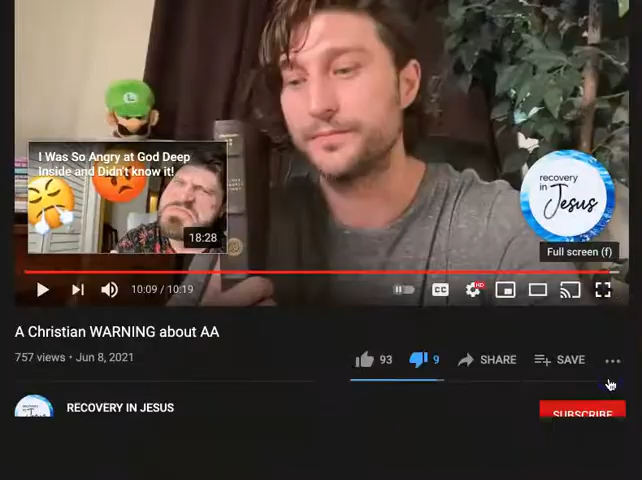 I Was So Angry at God Deep
Inside and Didn't know it!
18:28
recovery
in
Jesus
Full screen (f)
10:09 / 10:19
CC
HD
A Christian WARNING about AA
757 views • Jun 8, 2021
93
9
SHARE
SAVE
RECOVERY IN JESUS
SUBSCRIBE